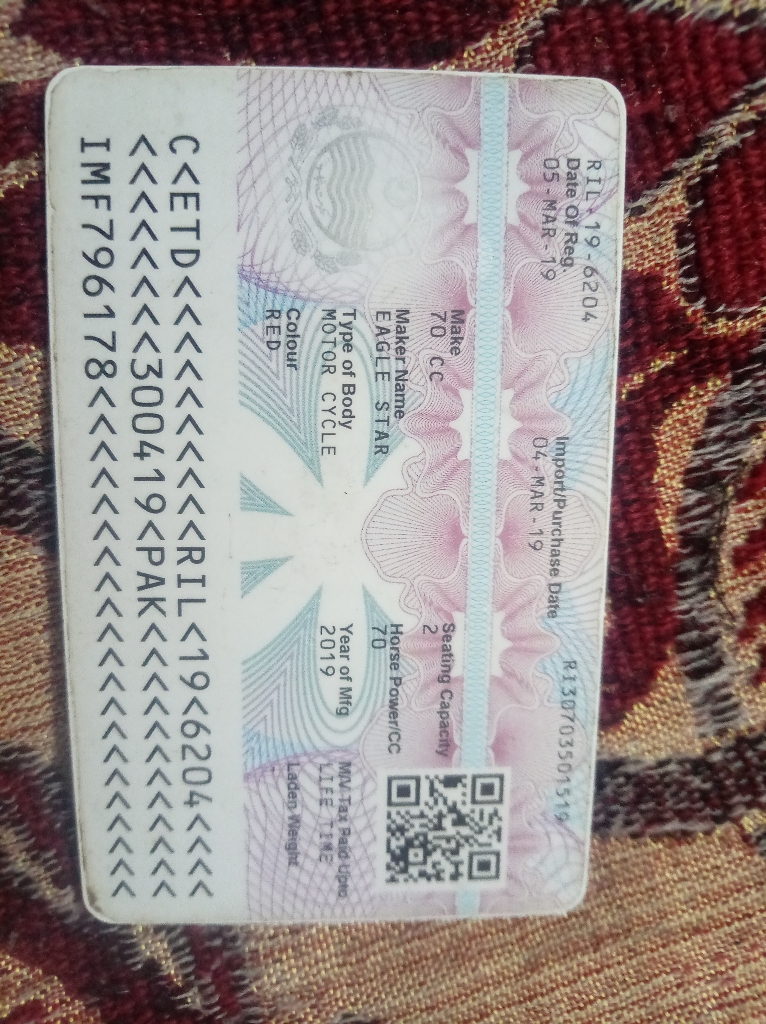 RIL-19-6204
R130703501519
Date Of Reg.
05-MAR-19
Import/Purchase Date
04-MAR-19
Make
70 CC
Seating Capacity
2
Maker Name
EAGLE STAR
Horse Power/CC
70
Type of Body
MOTOR CYCLE
Year of Mfg
2019
M/V Tax Paid Upto
LIFE TIME
Colour
RED
Laden Weight
C<ETD<<<<<<<<<<RIL<19<6204<<<<
<<<<<<<<300419<PAK<<<<<<<<<<<<
IMF796178<<<<<<<<<<<<<<<<<<<<<